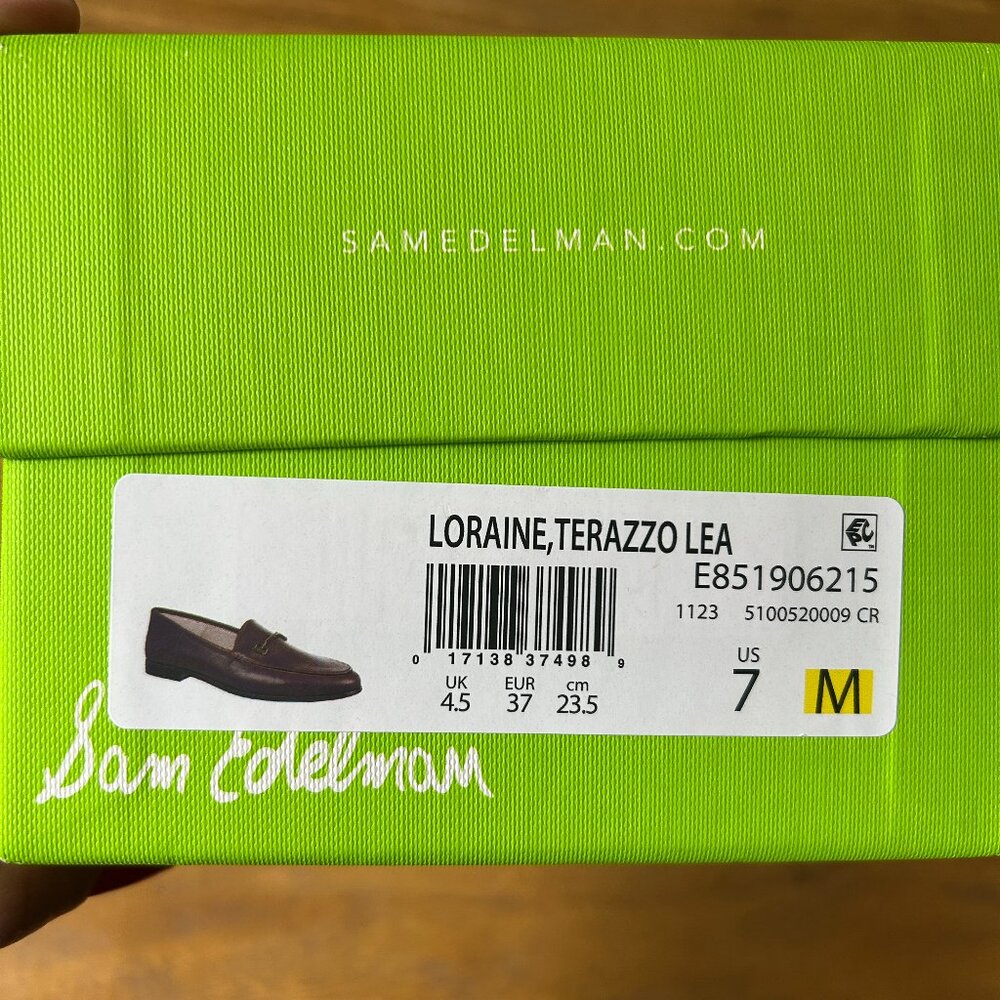 SAMEDELMAN.COM
LORAINE,TERAZZO LEA
EPC
E851906215
1123 5100520009 CR
0 17138 37498 9
UK EUR cm
4.5 37 23.5
US
7 M
Sam Edelman